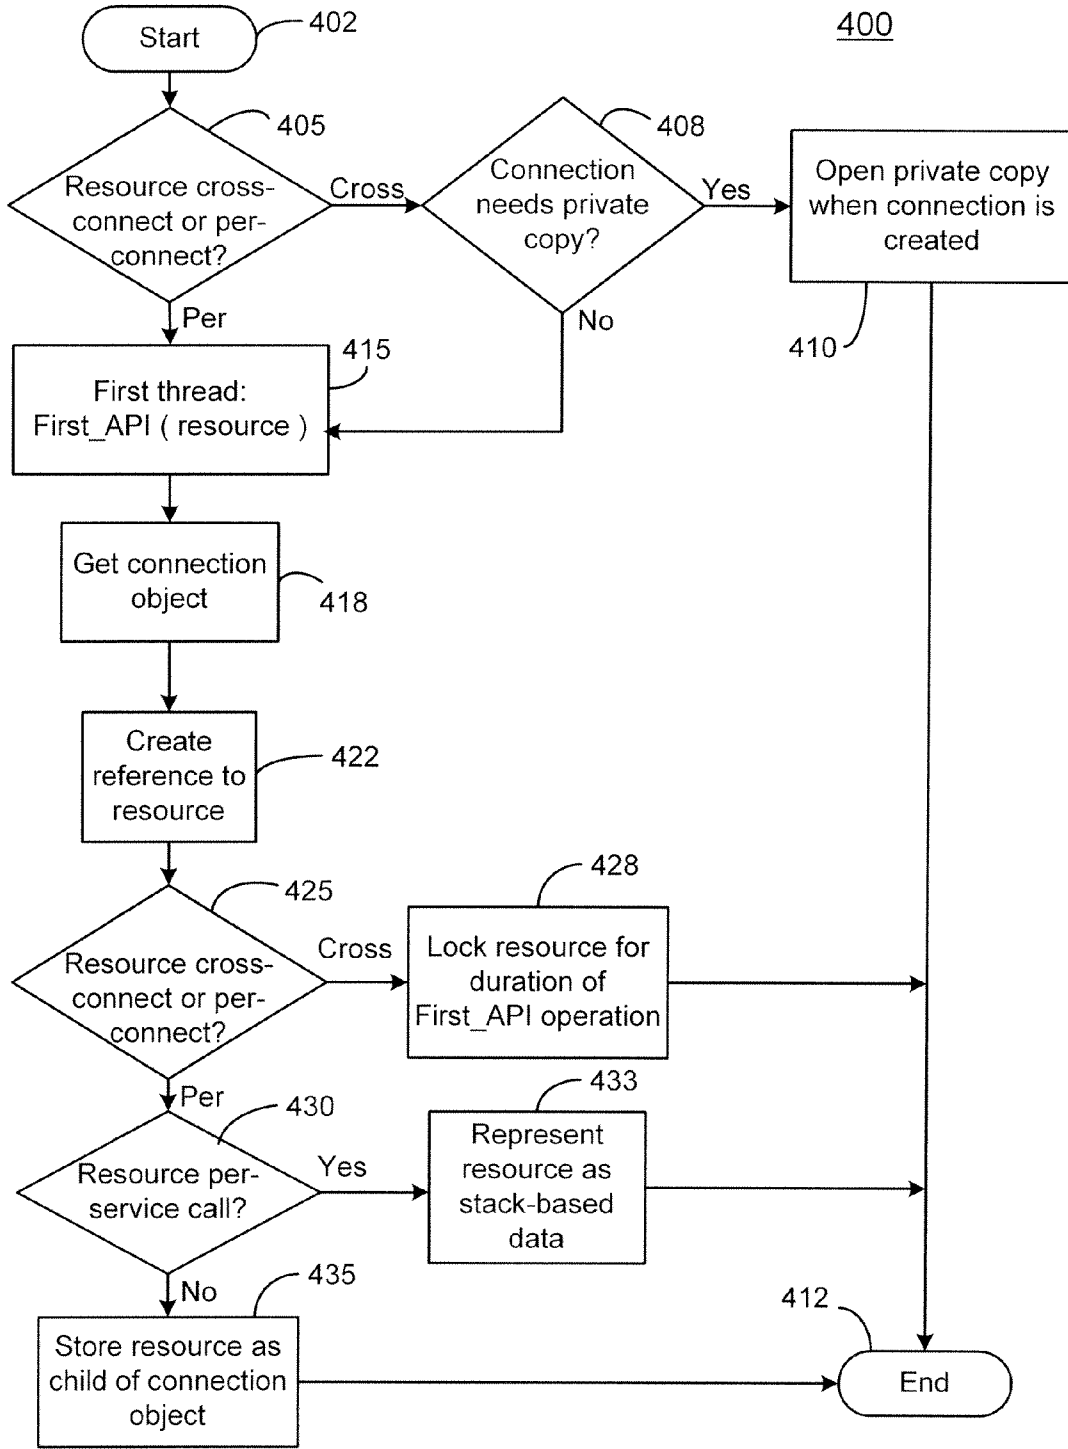 Start
402
400
405
Resource cross-
connect or per-
connect?
Cross
408
Connection
needs private
copy?
Yes
Open private copy
when connection is
created
410
Per
No
415
First thread:
First_API ( resource )
Get connection
object
418
Create
reference to
resource
422
425
Resource cross-
connect or per-
connect?
Cross
428
Lock resource for
duration of
First_API operation
Per
430
Resource per-
service call?
Yes
433
Represent
resource as
stack-based
data
No
435
Store resource as
child of connection
object
412
End